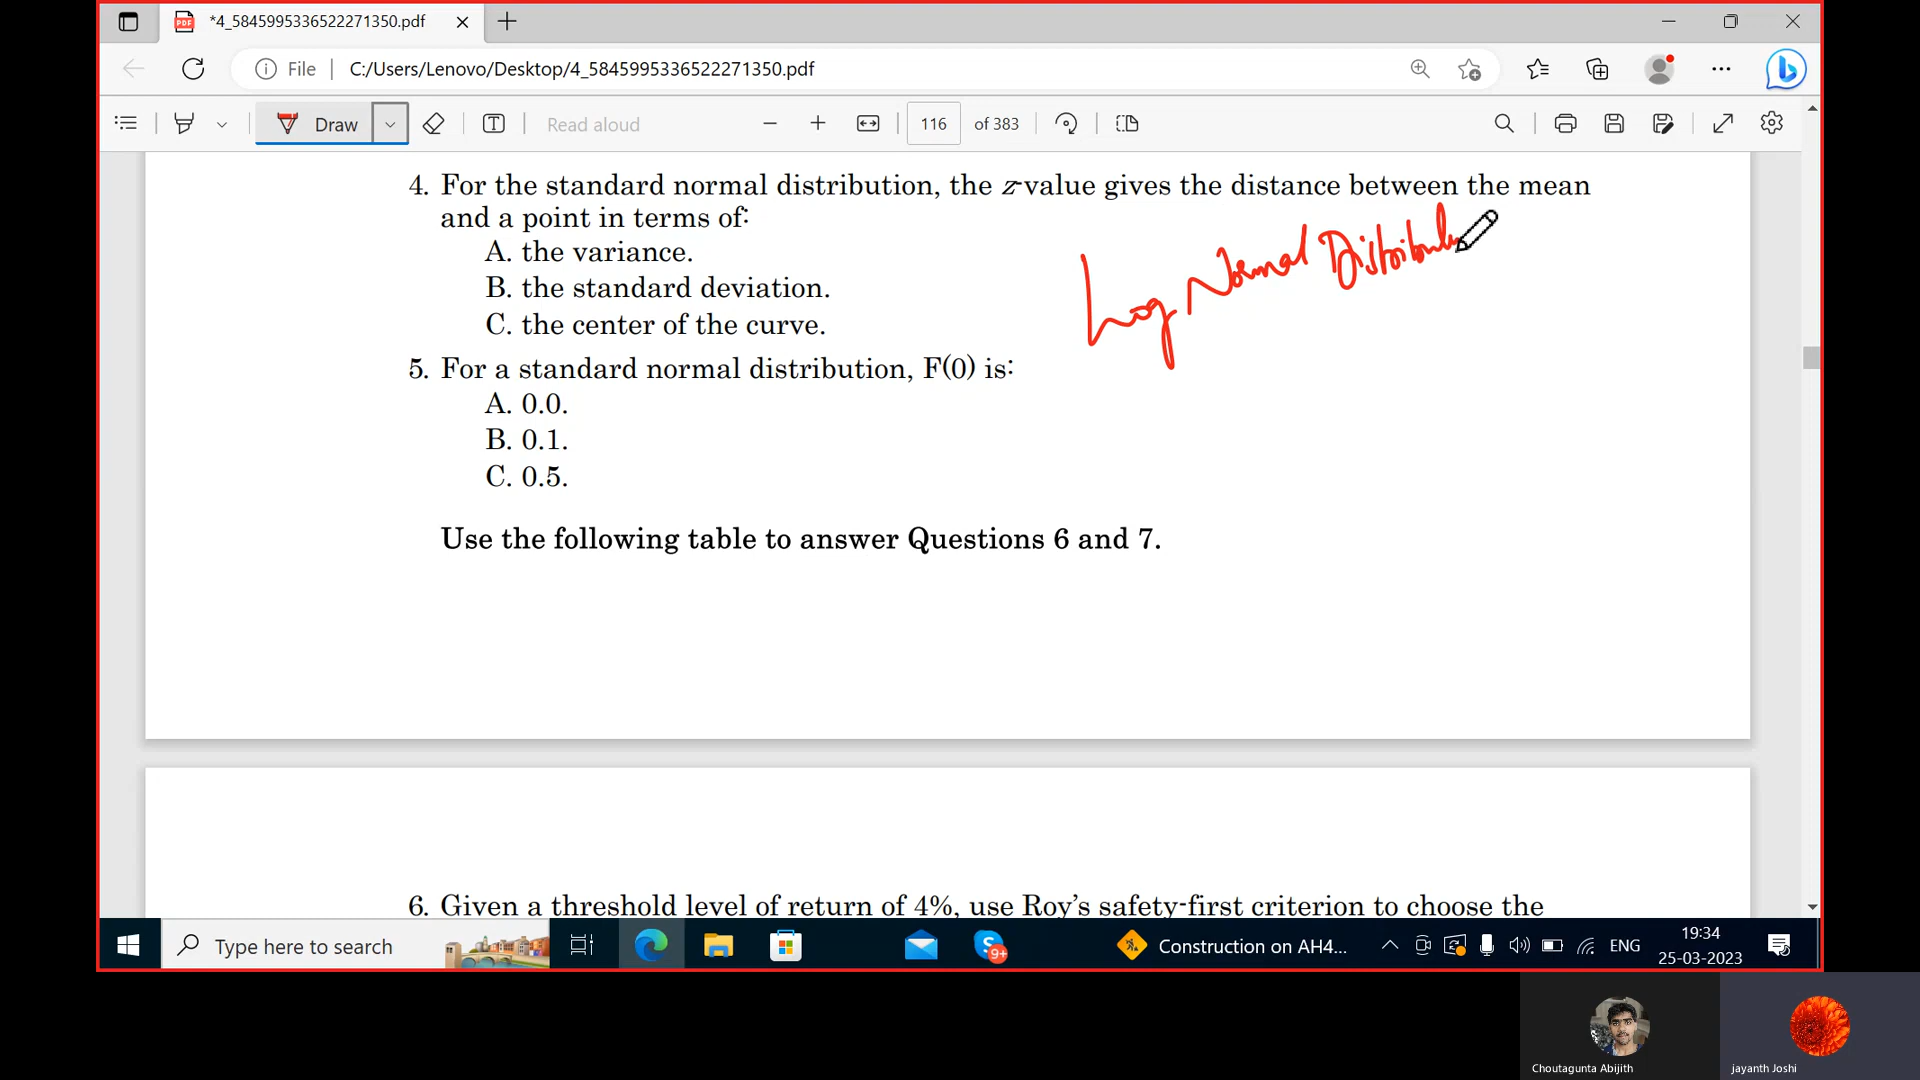 *4_5845995336522271350.pdf
File
C:/Users/Lenovo/Desktop/4_5845995336522271350.pdf
Draw
Read aloud
116 of 383
4. For the standard normal distribution, the z-value gives the distance between the mean
and a point in terms of:
A. the variance.
B. the standard deviation.
C. the center of the curve.
Log Normal Distributi
5. For a standard normal distribution, F(0) is:
A. 0.0.
B. 0.1.
C. 0.5.
Use the following table to answer Questions 6 and 7.
6. Given a threshold level of return of 4%, use Roy's safety-first criterion to choose the
Type here to search
9+
Construction on AH4...
ENG
19:34
25-03-2023
Choutagunta Abijith
jayanth Joshi